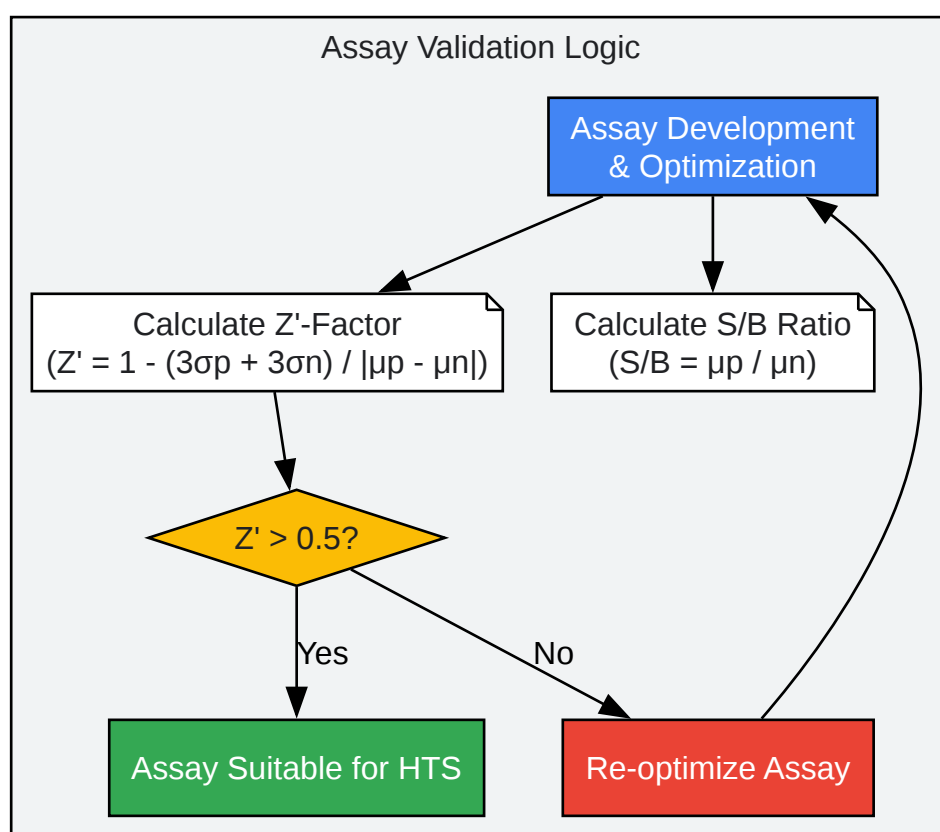 Assay Validation Logic
Assay Development
& Optimization
Calculate Z'-Factor
(Z' = 1 - (3σp + 3σn) / |μp - μn|)
Calculate S/B Ratio
(S/B = μp / μn)
Z' > 0.5?
Yes
No
Assay Suitable for HTS
Re-optimize Assay